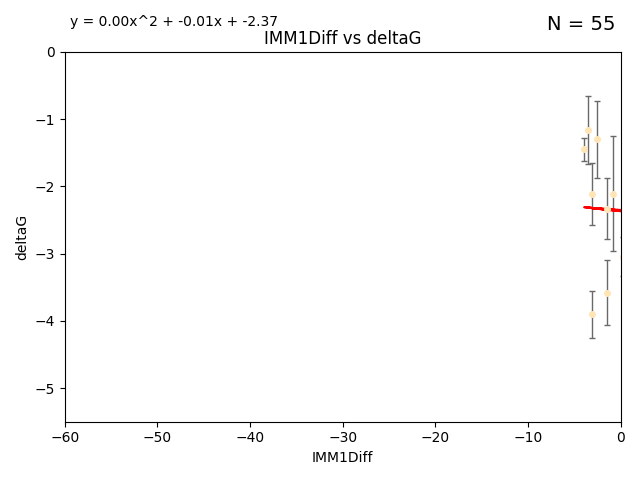 y = 0.00x^2 + -0.01x + -2.37
N = 55
IMM1Diff vs deltaG
0
−1
−2
−3
−4
−5
deltaG
−60
−50
−40
−30
−20
−10
0
IMM1Diff